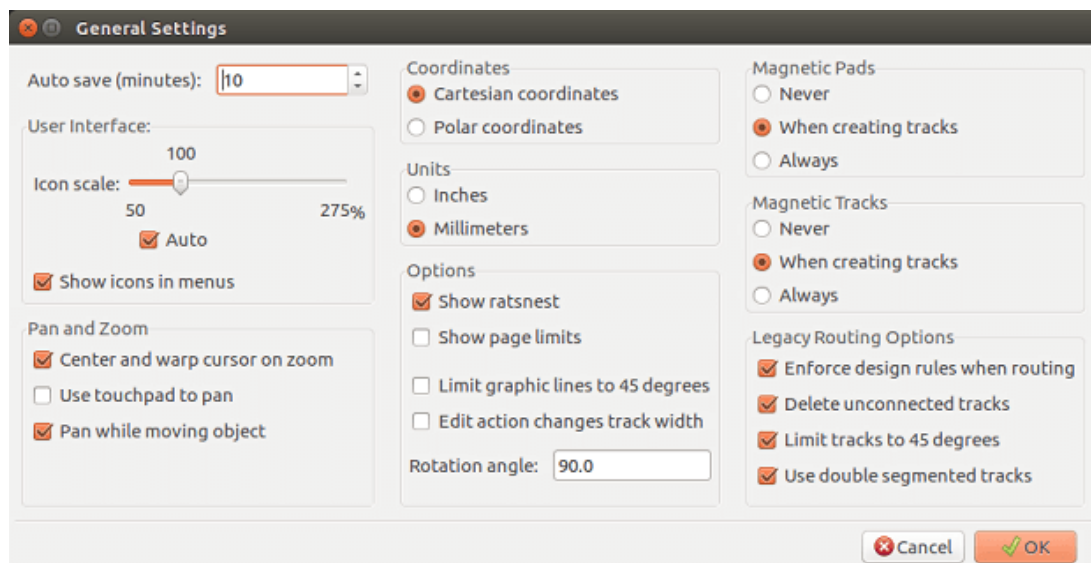 General Settings
Auto save (minutes): 10
User Interface:
100
Icon scale:
50 275%
Auto
Show icons in menus
Pan and Zoom
Center and warp cursor on zoom
Use touchpad to pan
Pan while moving object
Coordinates
Cartesian coordinates
Polar coordinates
Units
Inches
Millimeters
Options
Show ratsnest
Show page limits
Limit graphic lines to 45 degrees
Edit action changes track width
Rotation angle: 90.0
Magnetic Pads
Never
When creating tracks
Always
Magnetic Tracks
Never
When creating tracks
Always
Legacy Routing Options
Enforce design rules when routing
Delete unconnected tracks
Limit tracks to 45 degrees
Use double segmented tracks
Cancel OK